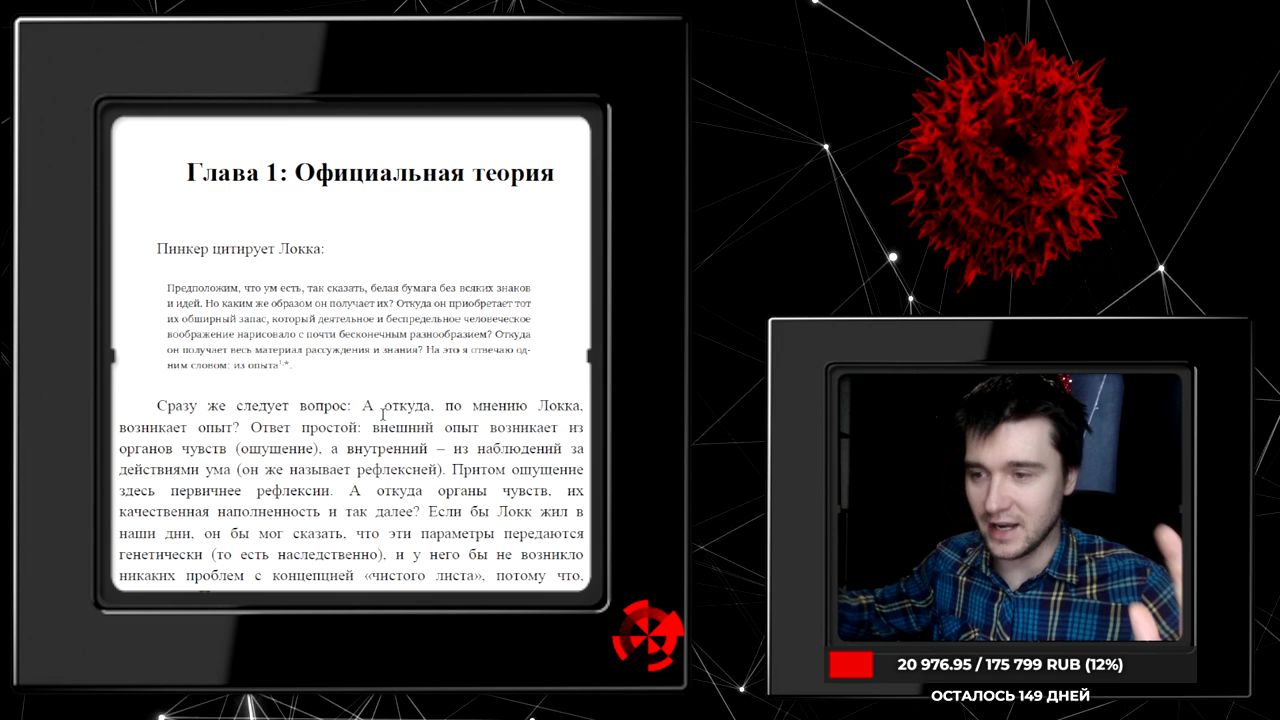 Глава 1: Официальная теория
Пинкер цитирует Локка:
Предположим, что ум есть, так сказать, белая бумага без всяких знаков
и идей. Но каким же образом он получает их? Откуда он приобретает тот
их обширный запас, который деятельное и беспредельное человеческое
воображение нарисовало с почти бесконечным разнообразием? Откуда
он получает весь материал рассуждения и знания? На это я отвечаю од-
ним словом: из опыта¹,*.
Сразу же следует вопрос: А откуда, по мнению Локка,
возникает опыт? Ответ простой: внешний опыт возникает из
органов чувств (ощущение), а внутренний – из наблюдений за
действиями ума (он же называет рефлексией). Притом ощущение
здесь первичнее рефлексии. А откуда органы чувств, их
качественная наполненность и так далее? Если бы Локк жил в
наши дни, он бы мог сказать, что эти параметры передаются
генетически (то есть наследственно), и у него бы не возникло
никаких проблем с концепцией «чистого листа», потому что,
20 976.95 / 175 799 RUB (12%)
ОСТАЛОСЬ 149 ДНЕЙ